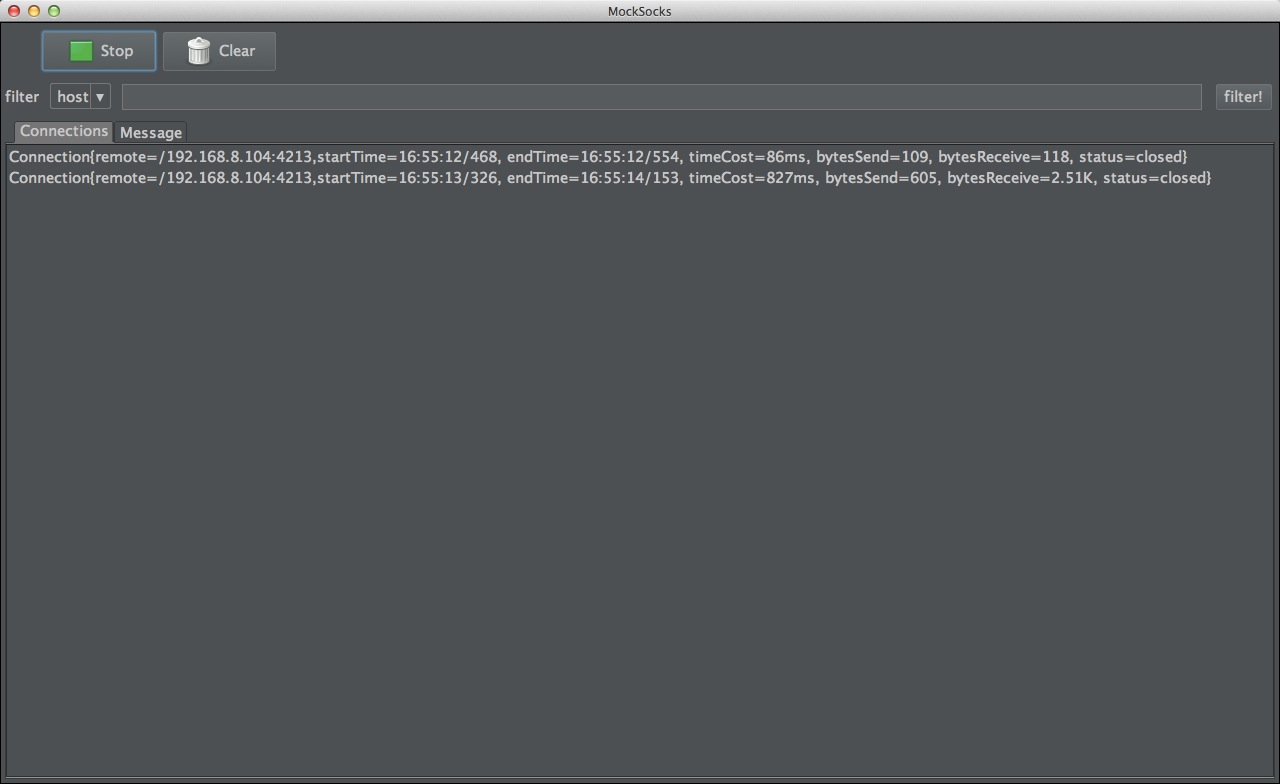 MockSocks
Stop Clear
filter host filter!
Connections Message
Connection{remote=/192.168.8.104:4213,startTime=16:55:12/468, endTime=16:55:12/554, timeCost=86ms, bytesSend=109, bytesReceive=118, status=closed}
Connection{remote=/192.168.8.104:4213,startTime=16:55:13/326, endTime=16:55:14/153, timeCost=827ms, bytesSend=605, bytesReceive=2.51K, status=closed}